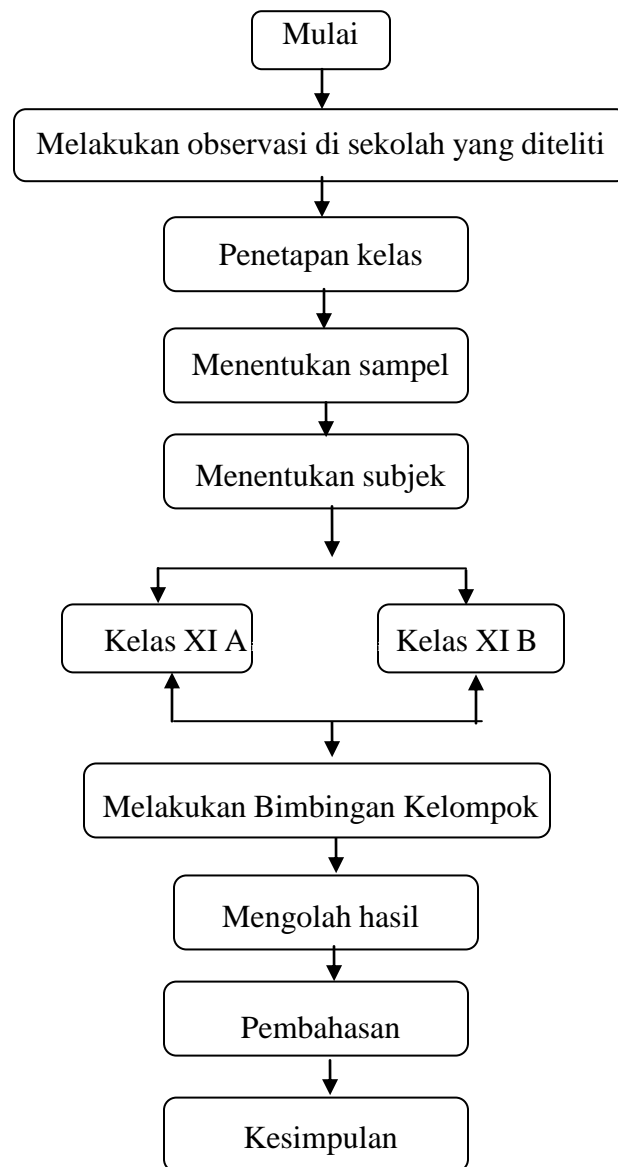 Mulai
Melakukan observasi di sekolah yang diteliti
Penetapan kelas
Menentukan sampel
Menentukan subjek
Kelas XI A
Kelas XI B
Melakukan Bimbingan Kelompok
Mengolah hasil
Pembahasan
Kesimpulan